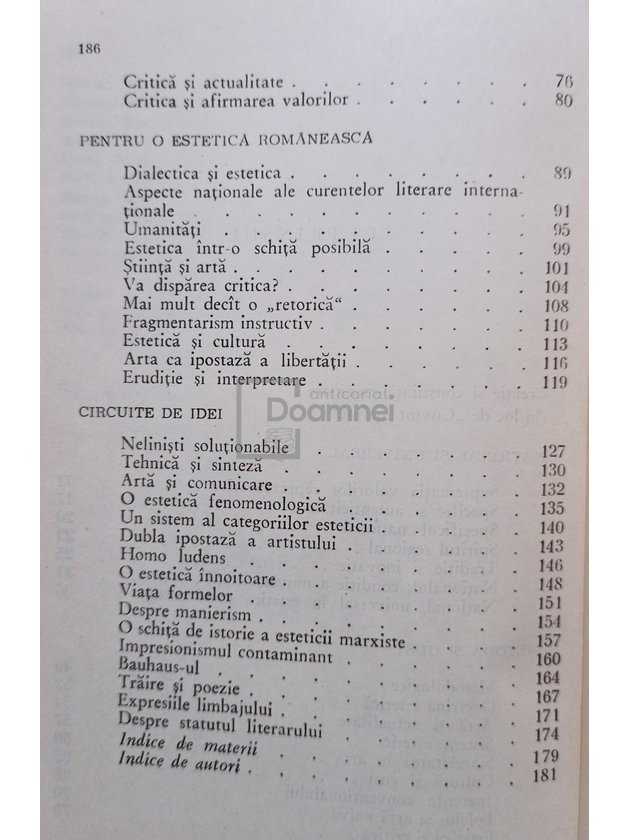 186
Critică și actualitate . . . . . . . 76
Critica și afirmarea valorilor . . . . . 80
PENTRU O ESTETICĂ ROMÂNEASCĂ
Dialectica și estetica . . . . . . . 89
Aspecte naționale ale curentelor literare interna-
ționale . . . . . . . . . . 91
Umanități . . . . . . . . . 95
Estetica într-o schiță posibilă . . . . . 99
Știință și artă . . . . . . . . . 101
Va dispărea critica? . . . . . . . 104
Mai mult decît o „retorică“ . . . . . 108
Fragmentarism instructiv . . . . . . 110
Estetică și cultură . . . . . . . 113
Arta ca ipostază a libertății . . . . . 116
Erudiție și interpretare . . . . . . 119
anticariat
Doamnei
CIRCUITE DE IDEI
Neliniști soluționabile . . . . . . 127
Tehnică și sinteză . . . . . . . 130
Artă și comunicare . . . . . . . 132
O estetică fenomenologică . . . . . 135
Un sistem al categoriilor esteticii . . . . 140
Dubla ipostază a artistului . . . . . 143
Homo ludens . . . . . . . . 146
O estetică înnoitoare . . . . . . . 148
Viața formelor . . . . . . . . 151
Despre manierism . . . . . . . 154
O schiță de istorie a esteticii marxiste . . . 157
Impresionismul contaminant . . . . . 160
Bauhaus-ul . . . . . . . . . 164
Trăire și poezie . . . . . . . . 167
Expresiile limbajului . . . . . . . 171
Despre statutul literarului . . . . . 174
Indice de materii . . . . . . . 179
Indice de autori . . . . . . . . 181